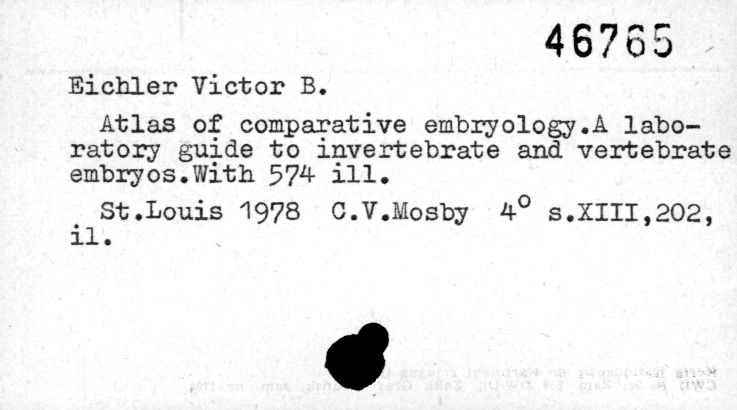 46765
Eichler Victor B.
Atlas of comparative embryology.A labo-
ratory guide to invertebrate and vertebrate
embryos.With 574 ill.
St.Louis 1978 C.V.Mosby 4° s.XIII,202,
il.